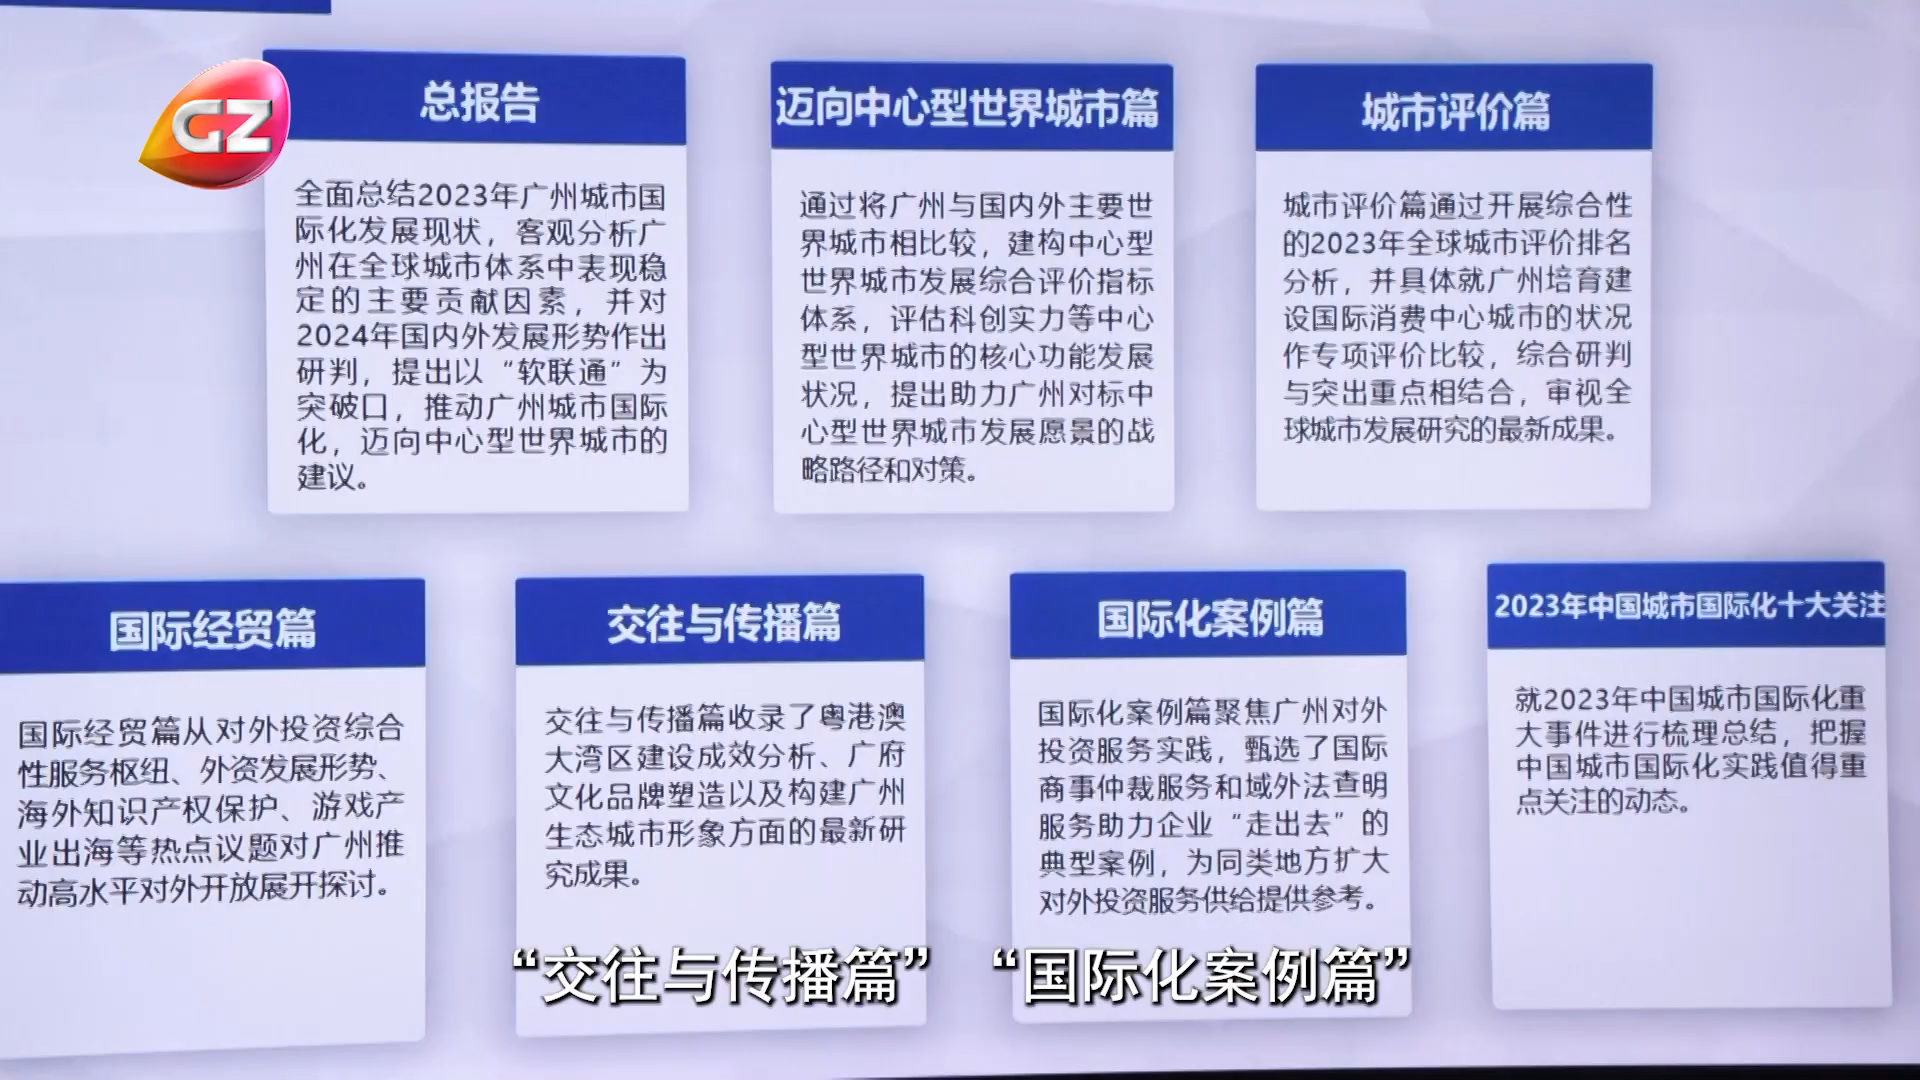 GZ
总报告
全面总结2023年广州城市国
际化发展现状，客观分析广
州在全球城市体系中表现稳
定的主要贡献因素，并对
2024年国内外发展形势作出
研判，提出以“软联通”为
突破口，推动广州城市国际
化，迈向中心型世界城市的
建议。
迈向中心型世界城市篇
通过将广州与国内外主要世
界城市相比较，建构中心型
世界城市发展综合评价指标
体系，评估科创实力等中心
型世界城市的核心功能发展
状况，提出助力广州对标中
心型世界城市发展愿景的战
略路径和对策。
城市评价篇
城市评价篇通过开展综合性
的2023年全球城市评价排名
分析，并具体就广州培育建
设国际消费中心城市的状况
作专项评价比较，综合研判
与突出重点相结合，审视全
球城市发展研究的最新成果。
国际经贸篇
国际经贸篇从对外投资综合
性服务枢纽、外资发展形势、
海外知识产权保护、游戏产
业出海等热点议题对广州推
动高水平对外开放展开探讨。
交往与传播篇
交往与传播篇收录了粤港澳
大湾区建设成效分析、广府
文化品牌塑造以及构建广州
生态城市形象方面的最新研
究成果。
国际化案例篇
国际化案例篇聚焦广州对外
投资服务实践，甄选了国际
商事仲裁服务和域外法查明
服务助力企业“走出去”的
典型案例，为同类地方扩大
对外投资服务供给提供参考。
2023年中国城市国际化十大关注
就2023年中国城市国际化重
大事件进行梳理总结，把握
中国城市国际化实践值得重
点关注的动态。
“交往与传播篇” “国际化案例篇”